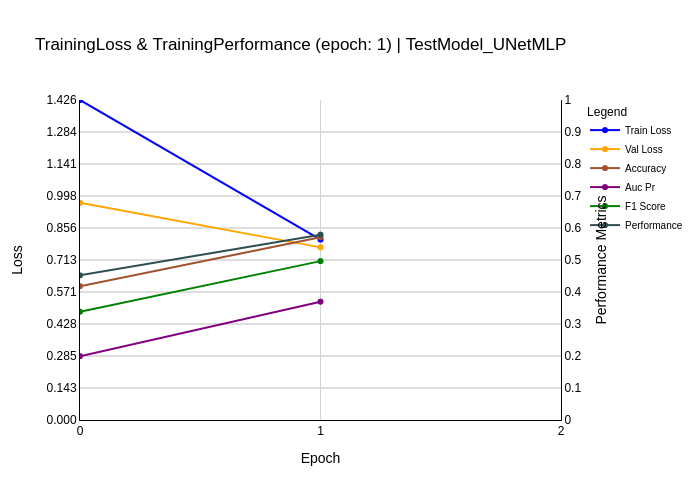 TrainingLoss & TrainingPerformance (epoch: 1) | TestModel_UNetMLP
1.426
1.284
1.141
0.998
0.856
0.713
0.571
0.428
0.285
0.143
0.000
Loss
0
1
2
Epoch
1
0.9
0.8
0.7
0.6
0.5
0.4
0.3
0.2
0.1
0
Performance Metrics
Legend
Train Loss
Val Loss
Accuracy
Auc Pr
F1 Score
Performance